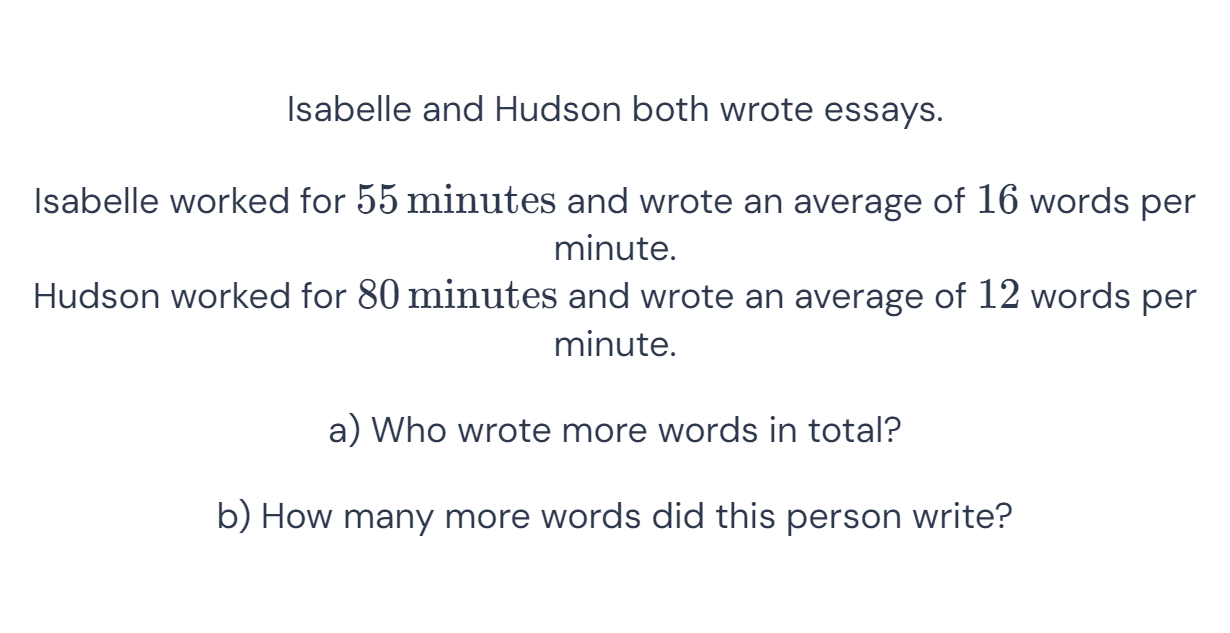 Isabelle and Hudson both wrote essays.
Isabelle worked for 55 minutes and wrote an average of 16 words per
minute.
Hudson worked for 80 minutes and wrote an average of 12 words per
minute.
a) Who wrote more words in total?
b) How many more words did this person write?